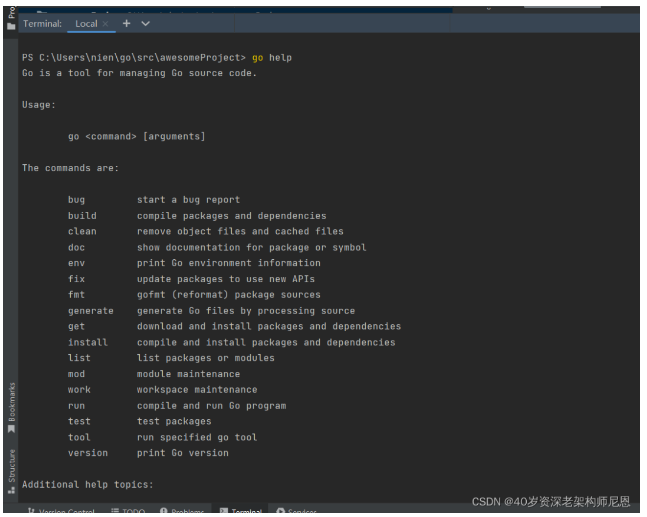 Terminal: Local × +
PS C:\Users\nien\go\src\awesomeProject> go help
Go is a tool for managing Go source code.
Usage:
go <command> [arguments]
The commands are:
bug start a bug report
build compile packages and dependencies
clean remove object files and cached files
doc show documentation for package or symbol
env print Go environment information
fix update packages to use new APIs
fmt gofmt (reformat) package sources
generate generate Go files by processing source
get download and install packages and dependencies
install compile and install packages and dependencies
list list packages or modules
mod module maintenance
work workspace maintenance
run compile and run Go program
test test packages
tool run specified go tool
version print Go version
Additional help topics:
Bookmarks
Structure
Version Control TODO Problems Terminal Services
CSDN @40岁资深老架构师尼恩